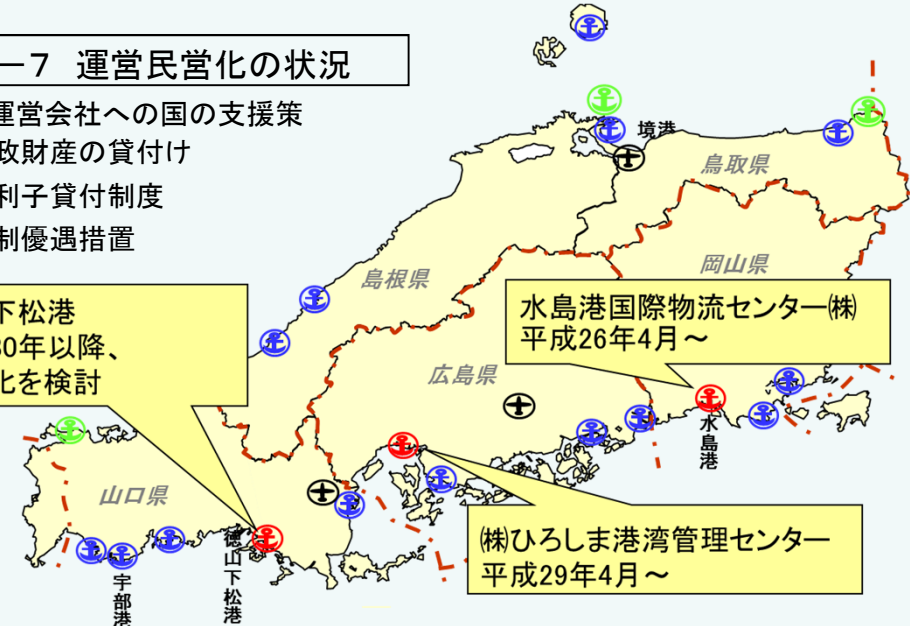 －7 運営民営化の状況
運営会社への国の支援策
政財産の貸付け
利子貸付制度
制優遇措置
境港
鳥取県
岡山県
島根県
下松港
30年以降、
化を検討
水島港国際物流センター㈱
平成26年4月～
広島県
水島港
山口県
徳山下松港
宇部港
㈱ひろしま港湾管理センター
平成29年4月～